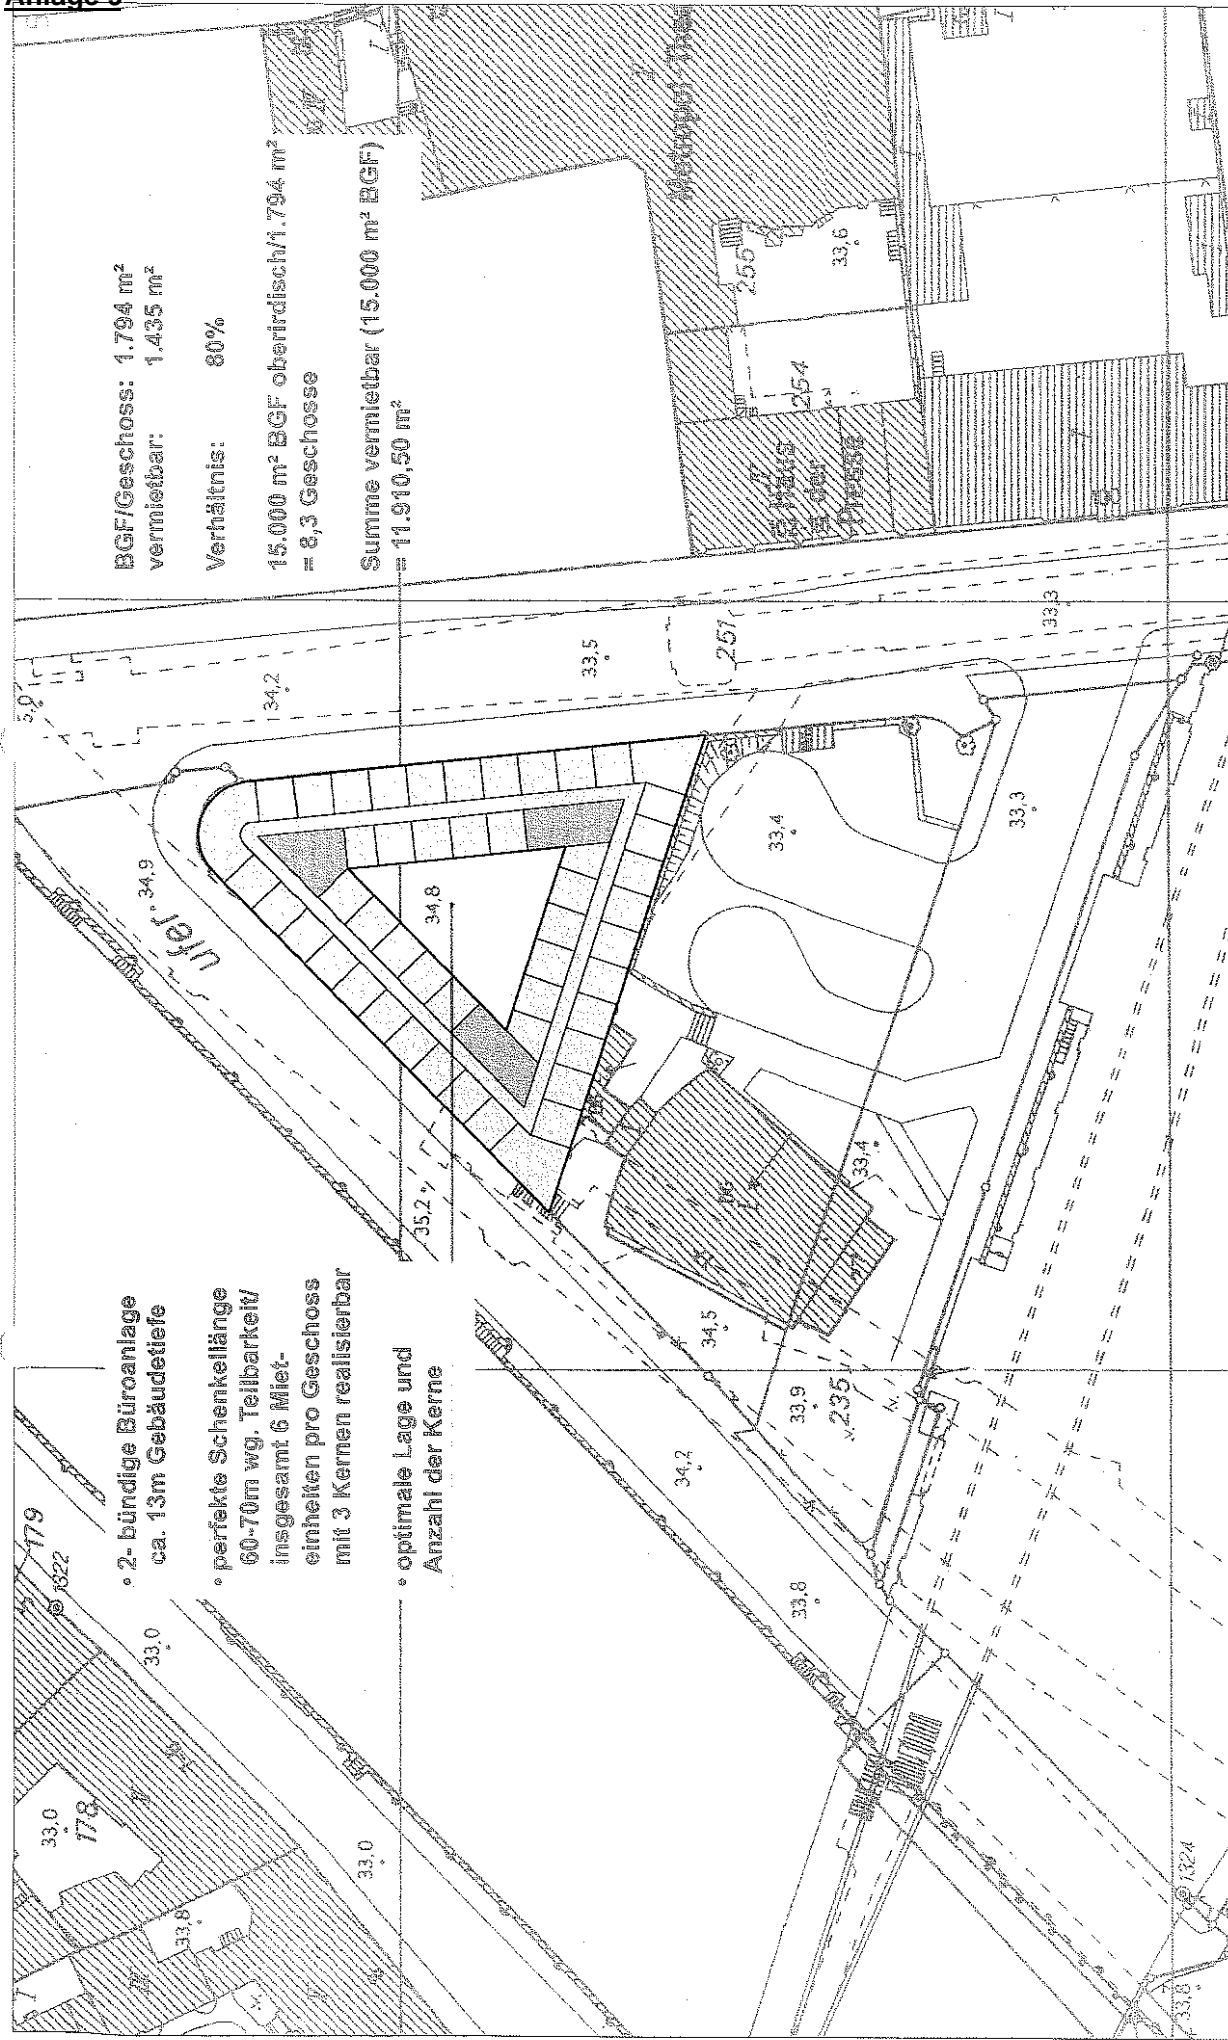 BGF/Geschoss: 1.794 m²
vermietbar: 1.435 m²
Verhältnis: 80%
15.000 m² BGF oberirdisch/1.794 m²
= 8,3 Geschosse
Summe vermietbar (15.000 m² BGF)
= 11.910,50 m²
• 2- bündige Büroanlage
ca. 13m Gebäudetiefe
• perfekte Schenkellänge
60-70m wg. Teilbarkeit/
insgesamt 6 Miet-
einheiten pro Geschoss
mit 3 Kernen realisierbar
• optimale Lage und
Anzahl der Kerne
ufer
34,9
34,2
33,5
251
33,3
34,8
35,2
33,4
33,3
33,4
34,5
33,9
235
34,2
33,8
255
33,6
254
Haus
der
Presse
179
1322
33,0
33,0
178
33,8
33,0
1324
33,8